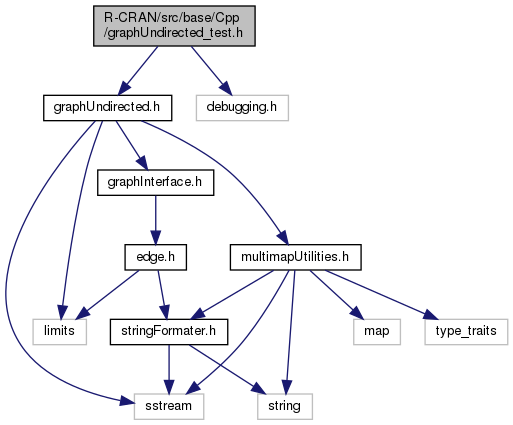 R-CRAN/src/base/Cpp
/graphUndirected_test.h
graphUndirected.h
debugging.h
graphInterface.h
edge.h
multimapUtilities.h
limits
stringFormater.h
map
type_traits
sstream
string